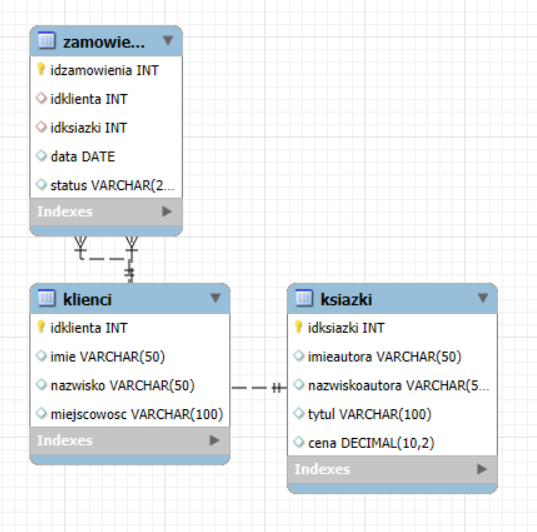 zamowie...
idzamowienia INT
idklienta INT
idksiazki INT
data DATE
status VARCHAR(2...
Indexes
klienci
idklienta INT
imie VARCHAR(50)
nazwisko VARCHAR(50)
miejscowosc VARCHAR(100)
Indexes
ksiazki
idksiazki INT
imieautora VARCHAR(50)
nazwiskoautora VARCHAR(5...
tytul VARCHAR(100)
cena DECIMAL(10,2)
Indexes